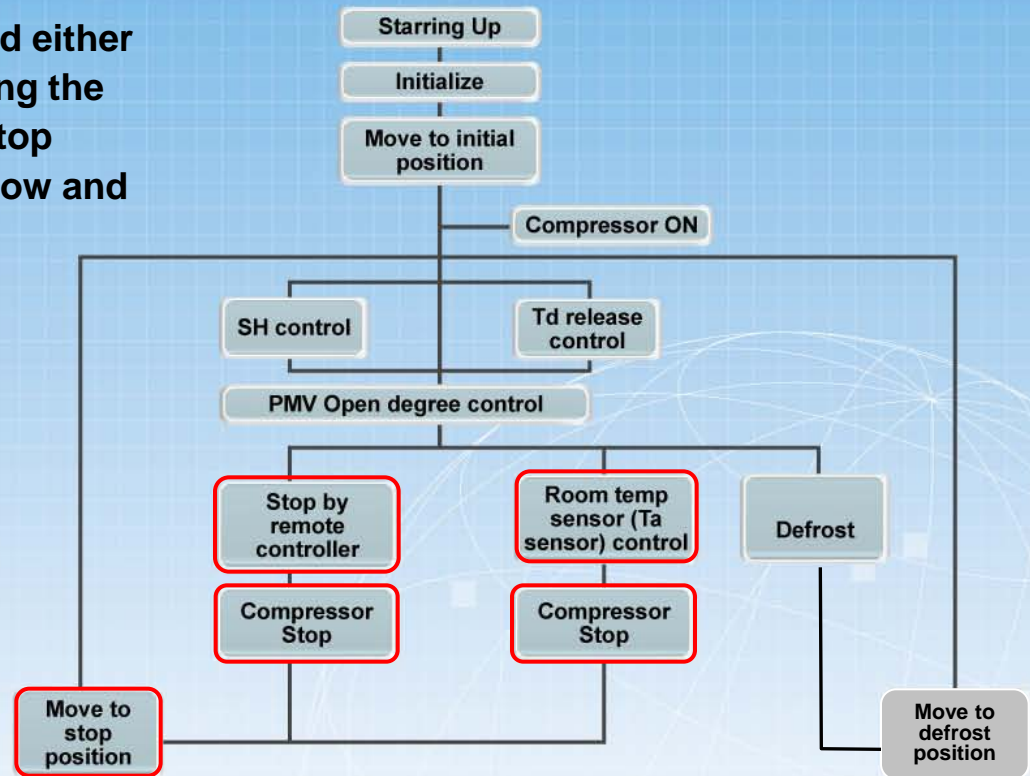 d either
ng the
top
ow and
Starring Up
Initialize
Move to initial
position
Compressor ON
SH control
Td release
control
PMV Open degree control
Stop by
remote
controller
Room temp
sensor (Ta
sensor) control
Defrost
Compressor
Stop
Compressor
Stop
Move to
stop
position
Move to
defrost
position